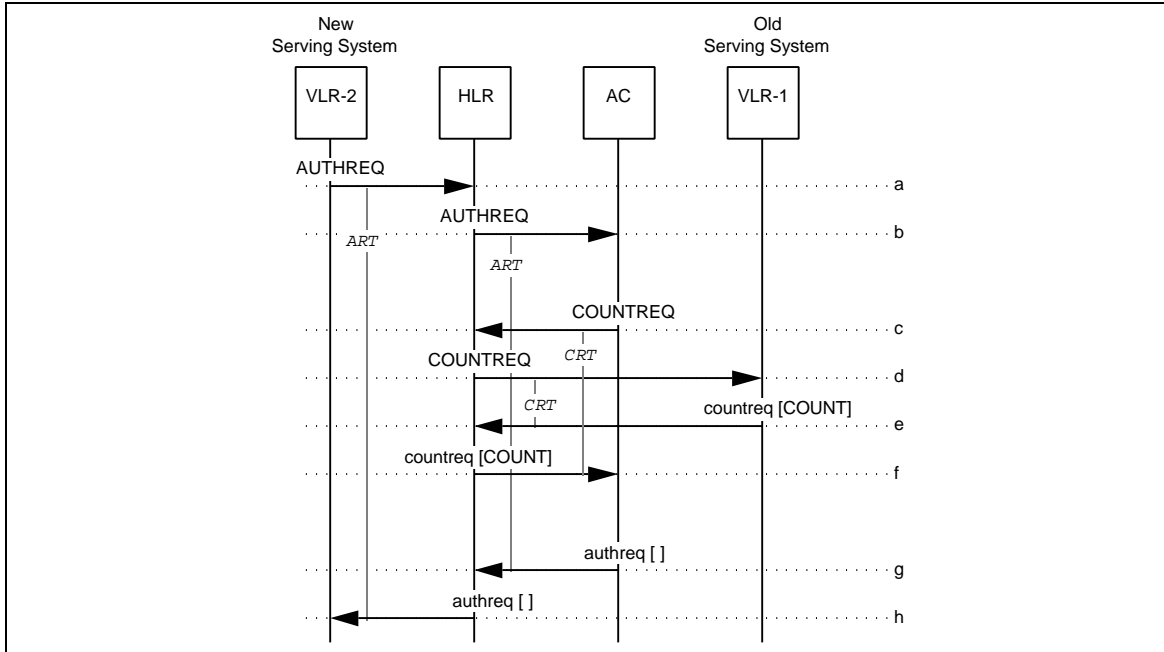 New
Serving System
Old
Serving System
VLR-2
HLR
AC
VLR-1
AUTHREQ
a
AUTHREQ
b
ART
ART
COUNTREQ
c
CRT
COUNTREQ
d
CRT
countreq [COUNT]
e
countreq [COUNT]
f
authreq [ ]
g
authreq [ ]
h